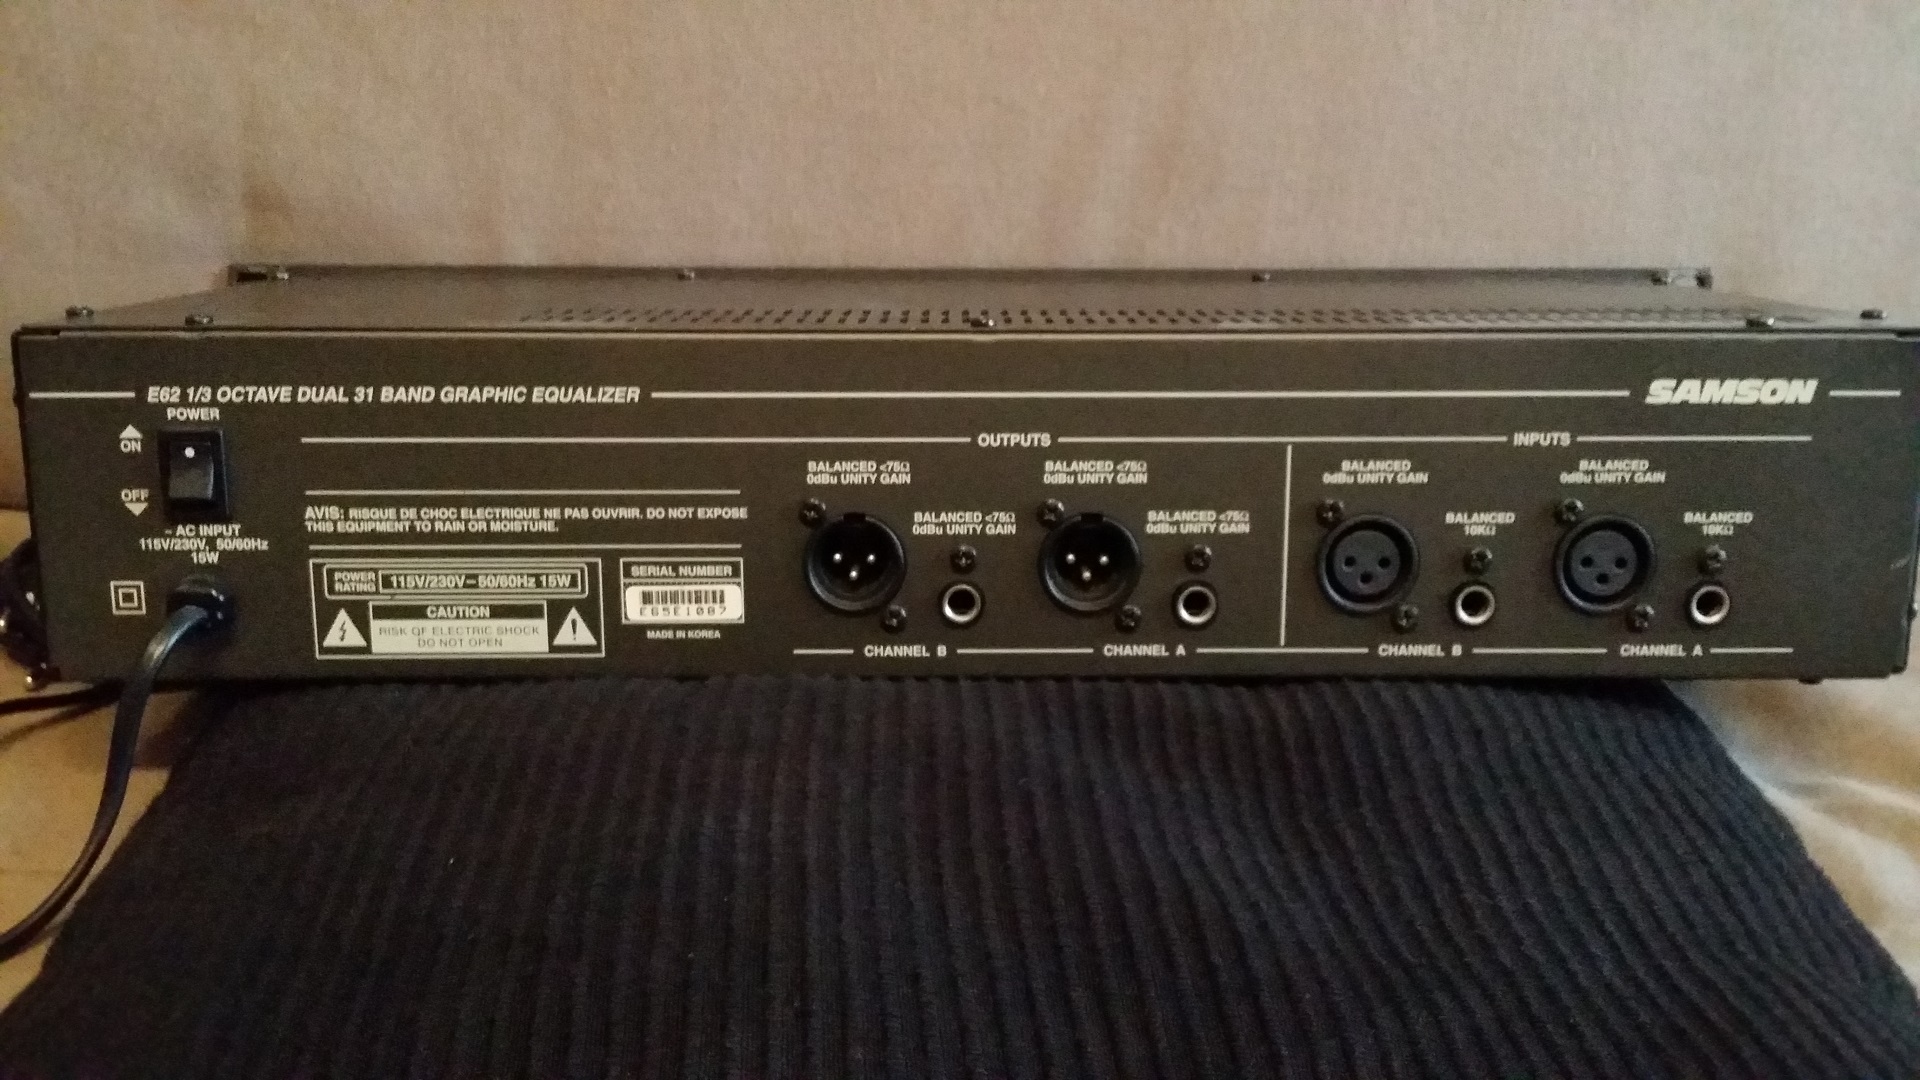 E62 1/3 OCTAVE DUAL 31 BAND GRAPHIC EQUALIZER
SAMSON
POWER
ON
OFF
~ AC INPUT
115V/230V, 50/60Hz
15W
OUTPUTS
INPUTS
AVIS: RISQUE DE CHOC ELECTRIQUE NE PAS OUVRIR. DO NOT EXPOSE
THIS EQUIPMENT TO RAIN OR MOISTURE.
POWER
RATING
115V/230V~50/60Hz 15W
CAUTION
RISK OF ELECTRIC SHOCK
DO NOT OPEN
SERIAL NUMBER
E65E1087
MADE IN KOREA
BALANCED <75Ω
0dBu UNITY GAIN
BALANCED <75Ω
0dBu UNITY GAIN
CHANNEL B
BALANCED <75Ω
0dBu UNITY GAIN
BALANCED <75Ω
0dBu UNITY GAIN
CHANNEL A
BALANCED
0dBu UNITY GAIN
BALANCED
10KΩ
CHANNEL B
BALANCED
0dBu UNITY GAIN
BALANCED
10KΩ
CHANNEL A